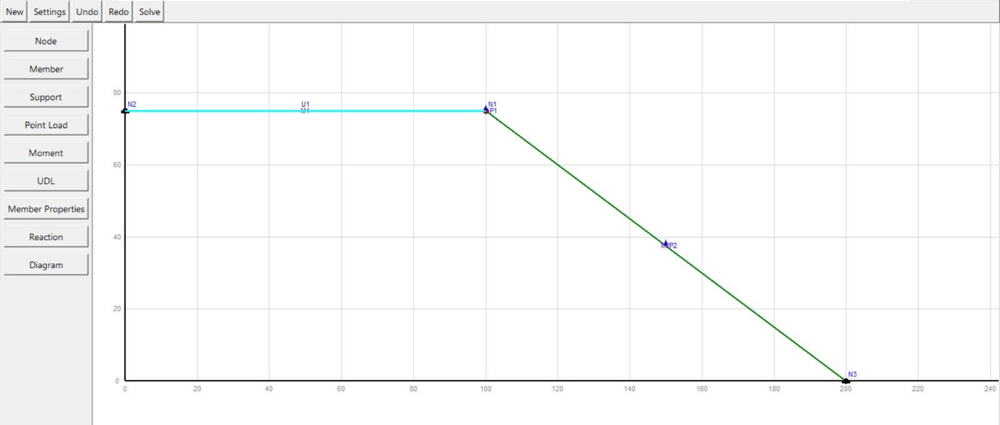 New Settings Undo Redo Solve
Node
Member
Support
Point Load
Moment
UDL
Member Properties
Reaction
Diagram
80
N2 U1 N1
M1 P1
60
40
P2
20
N3
0
0 20 40 60 80 100 120 140 160 180 200 220 240